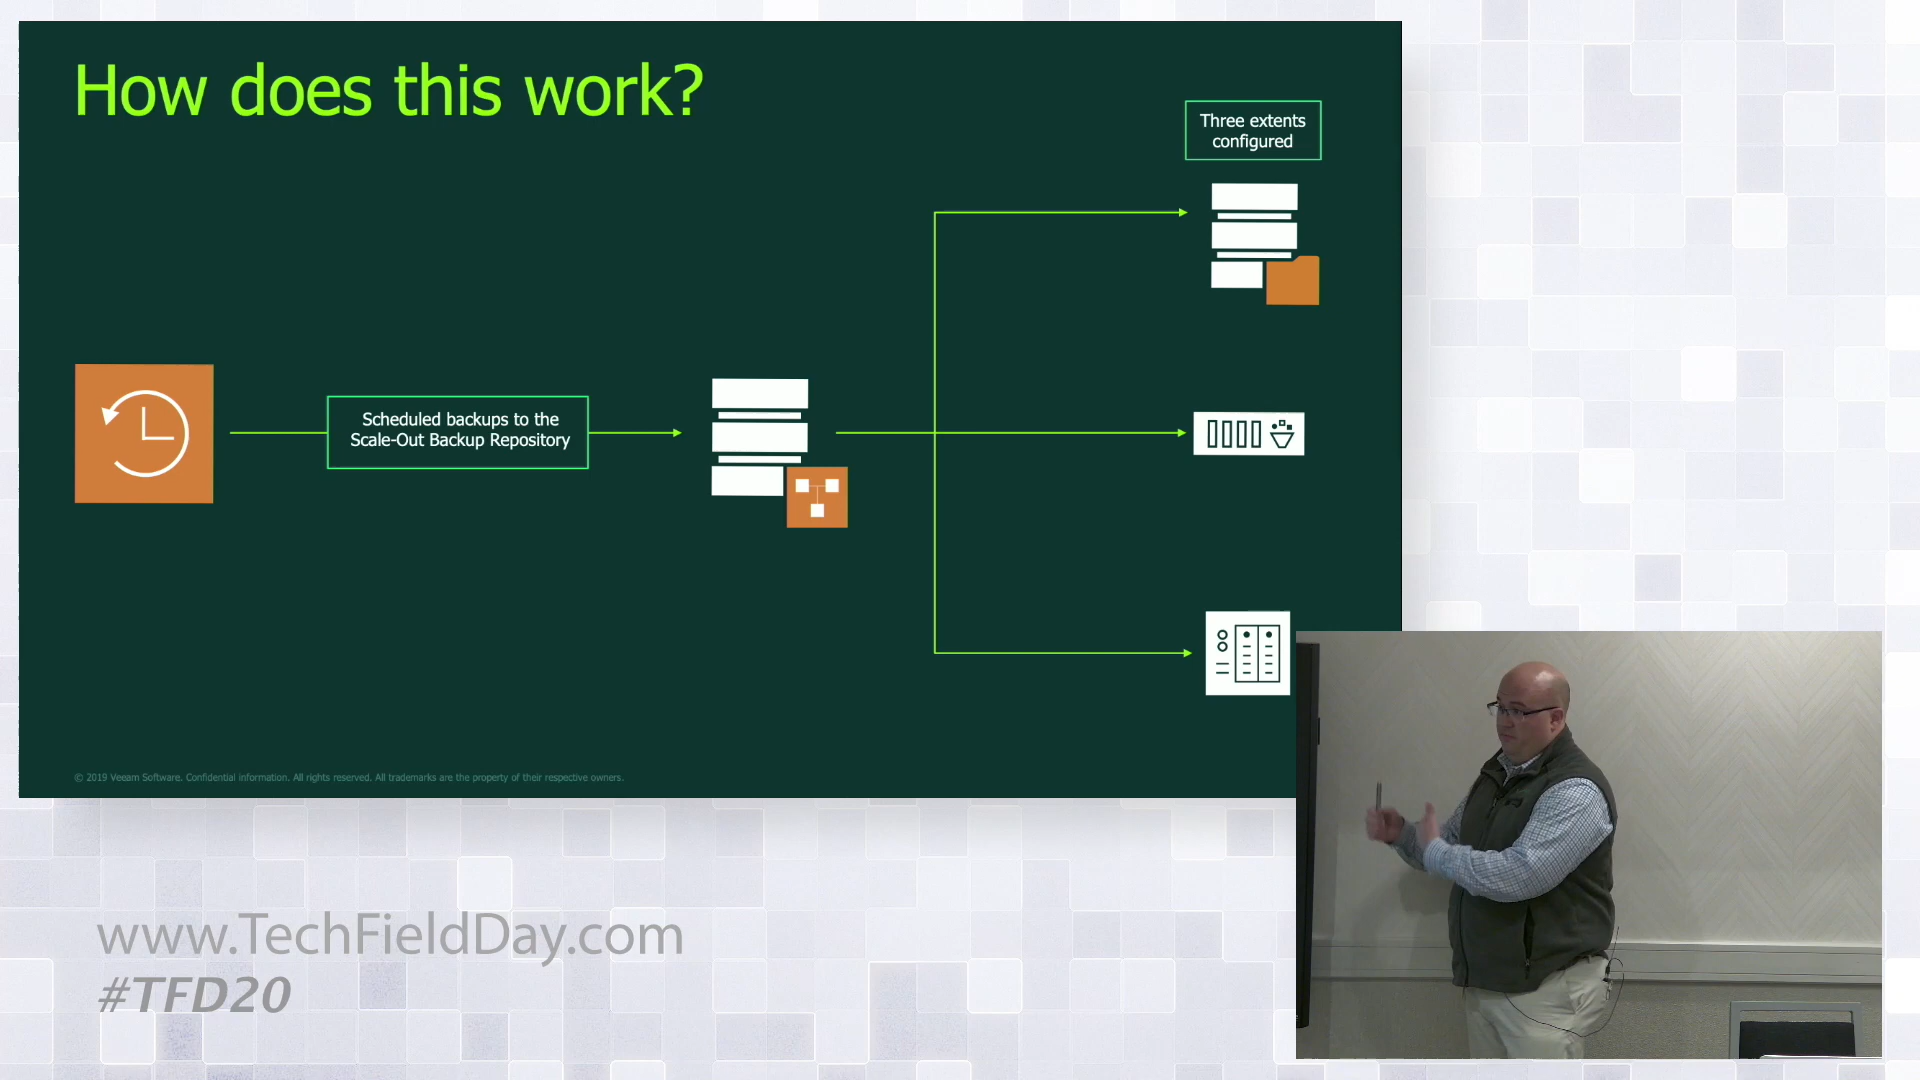 How does this work?
Three extents
configured
Scheduled backups to the
Scale-Out Backup Repository
© 2019 Veeam Software. Confidential information. All rights reserved. All trademarks are the property of their respective owners.
www.TechFieldDay.com
#TFD20